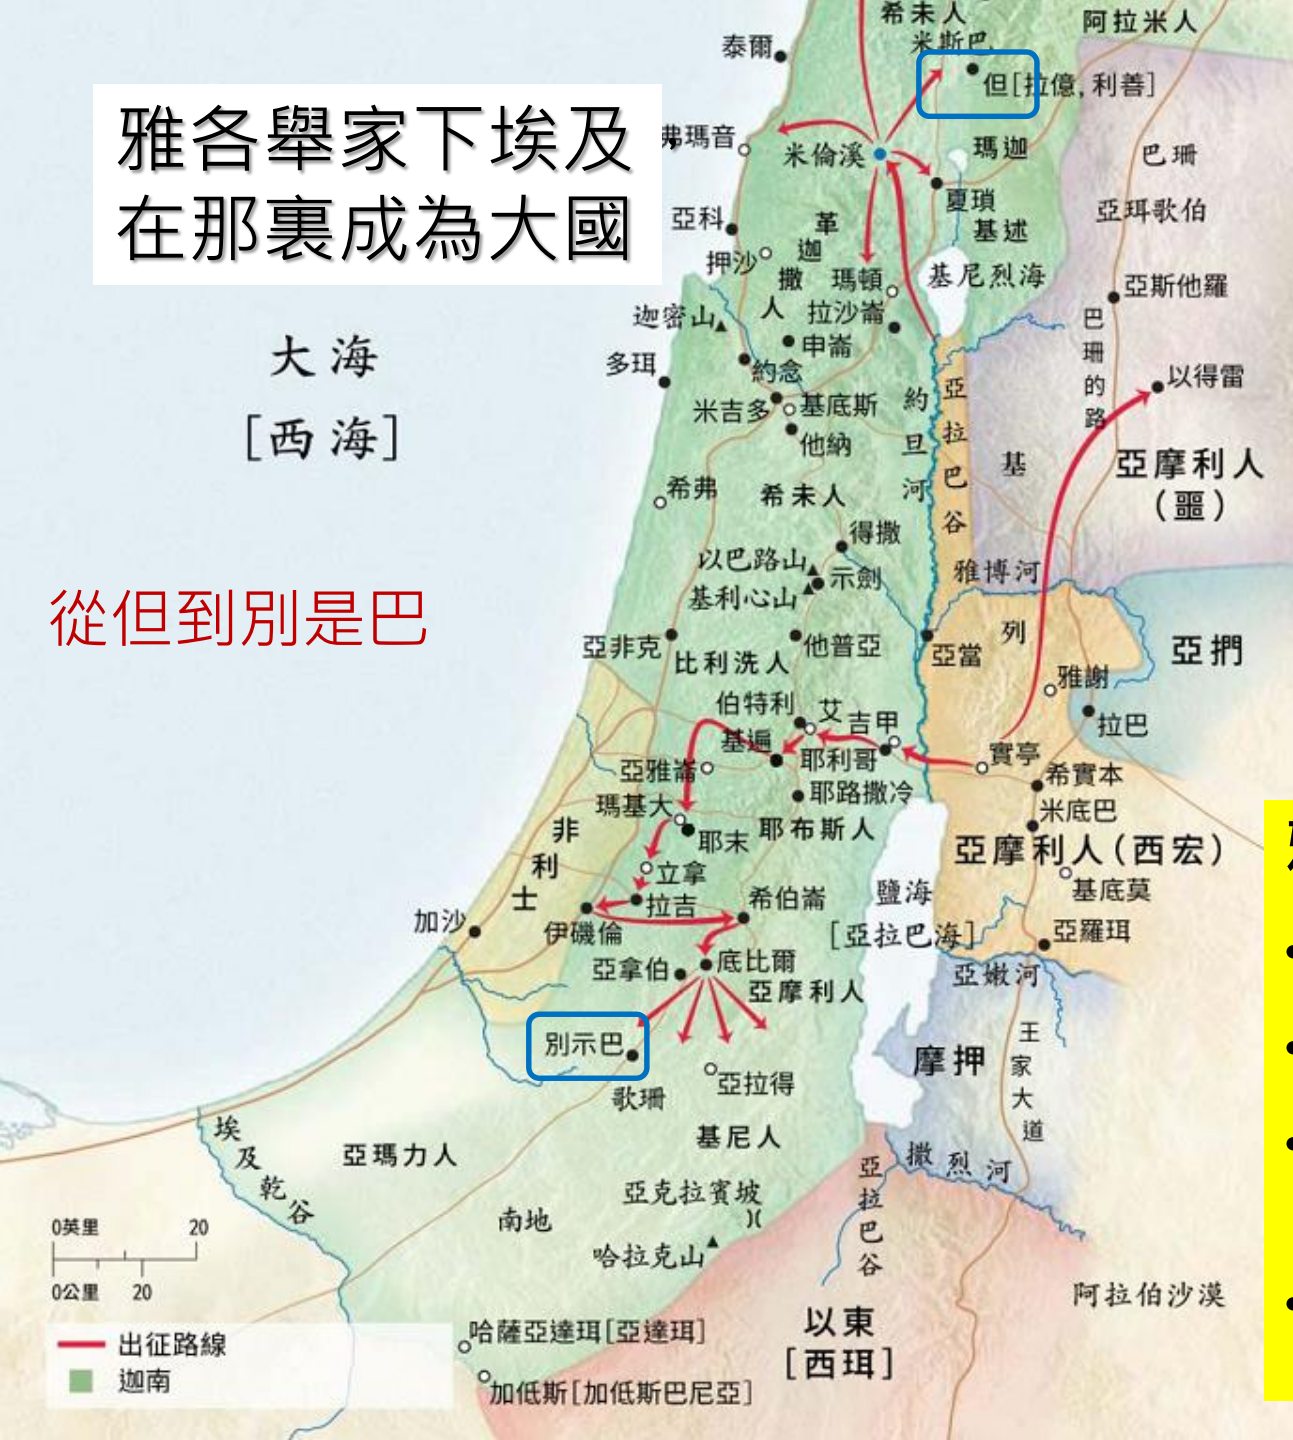 希未人
阿拉米人
泰爾
米斯巴
但[拉億,利善]
雅各舉家下埃及
在那裏成為大國
弗瑪音
米倫溪
瑪迦
巴珊
夏瑣
亞珥歌伯
亞科
革迦撒人
基述
押沙
瑪頓
基尼烈海
亞斯他羅
迦密山
拉沙崙
巴珊的路
大海
[西海]
申崙
多珥
約念
亞拉巴谷
以得雷
米吉多
基底斯
約旦河
他納
基列
亞摩利人
(噩)
希弗
希未人
得撒
以巴路山
示劍
雅博河
基利心山
從但到別是巴
亞非克
他普亞
亞當
亞捫
比利洗人
雅謝
伯特利
艾
吉甲
拉巴
基遍
耶利哥
實亭
亞雅崙
希實本
瑪基大
耶路撒冷
米底巴
非利士
耶末
耶布斯人
亞摩利人(西宏)
立拿
基底莫
鹽海
[亞拉巴海]
拉吉
希伯崙
加沙
伊磯倫
亞羅珥
亞拿伯
底比爾
亞嫩河
亞摩利人
別示巴
摩押
王家大道
亞拉得
歌珊
埃及乾谷
基尼人
亞瑪力人
亞拉巴谷
撒烈河
亞克拉賓坡
南地
哈拉克山
0英里 20
0公里 20
阿拉伯沙漠
以東
[西珥]
出征路線
迦南
哈薩亞達珥[亞達珥]
加低斯[加低斯巴尼亞]